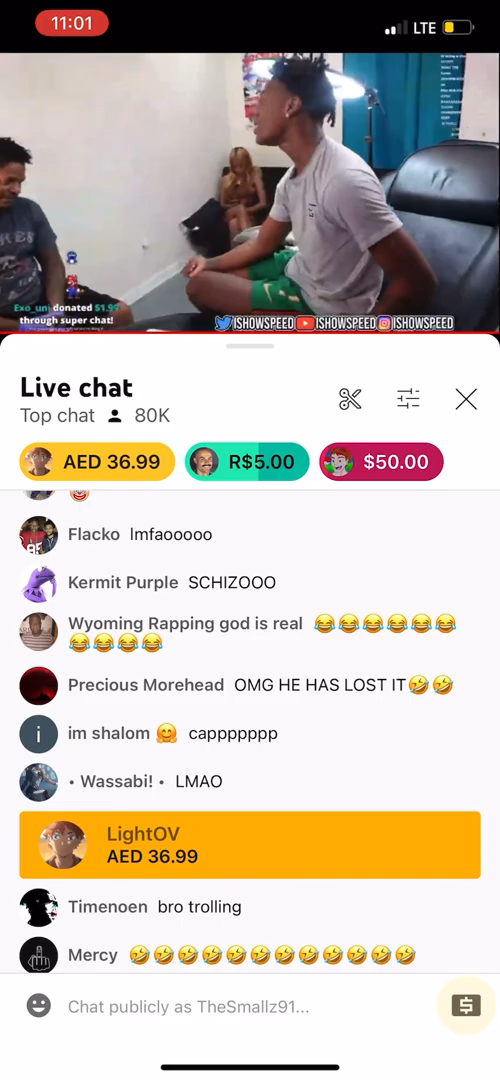 11:01
LTE
Exo_uni donated $1.99
through super chat!
ISHOWSPEED ISHOWSPEED ISHOWSPEED
Live chat
Top chat 80K
AED 36.99 R$5.00 $50.00
Flacko lmfaooooo
Kermit Purple SCHIZOOO
Wyoming Rapping god is real 😂😂😂😂😂😂
😂😂😂😂
Precious Morehead OMG HE HAS LOST IT🤣🤣
i im shalom 🤗 cappppppp
• Wassabi! • LMAO
LightOV
AED 36.99
Timenoen bro trolling
Mercy 🤣🤣🤣🤣🤣🤣🤣🤣🤣🤣🤣🤣
Chat publicly as TheSmallz91...